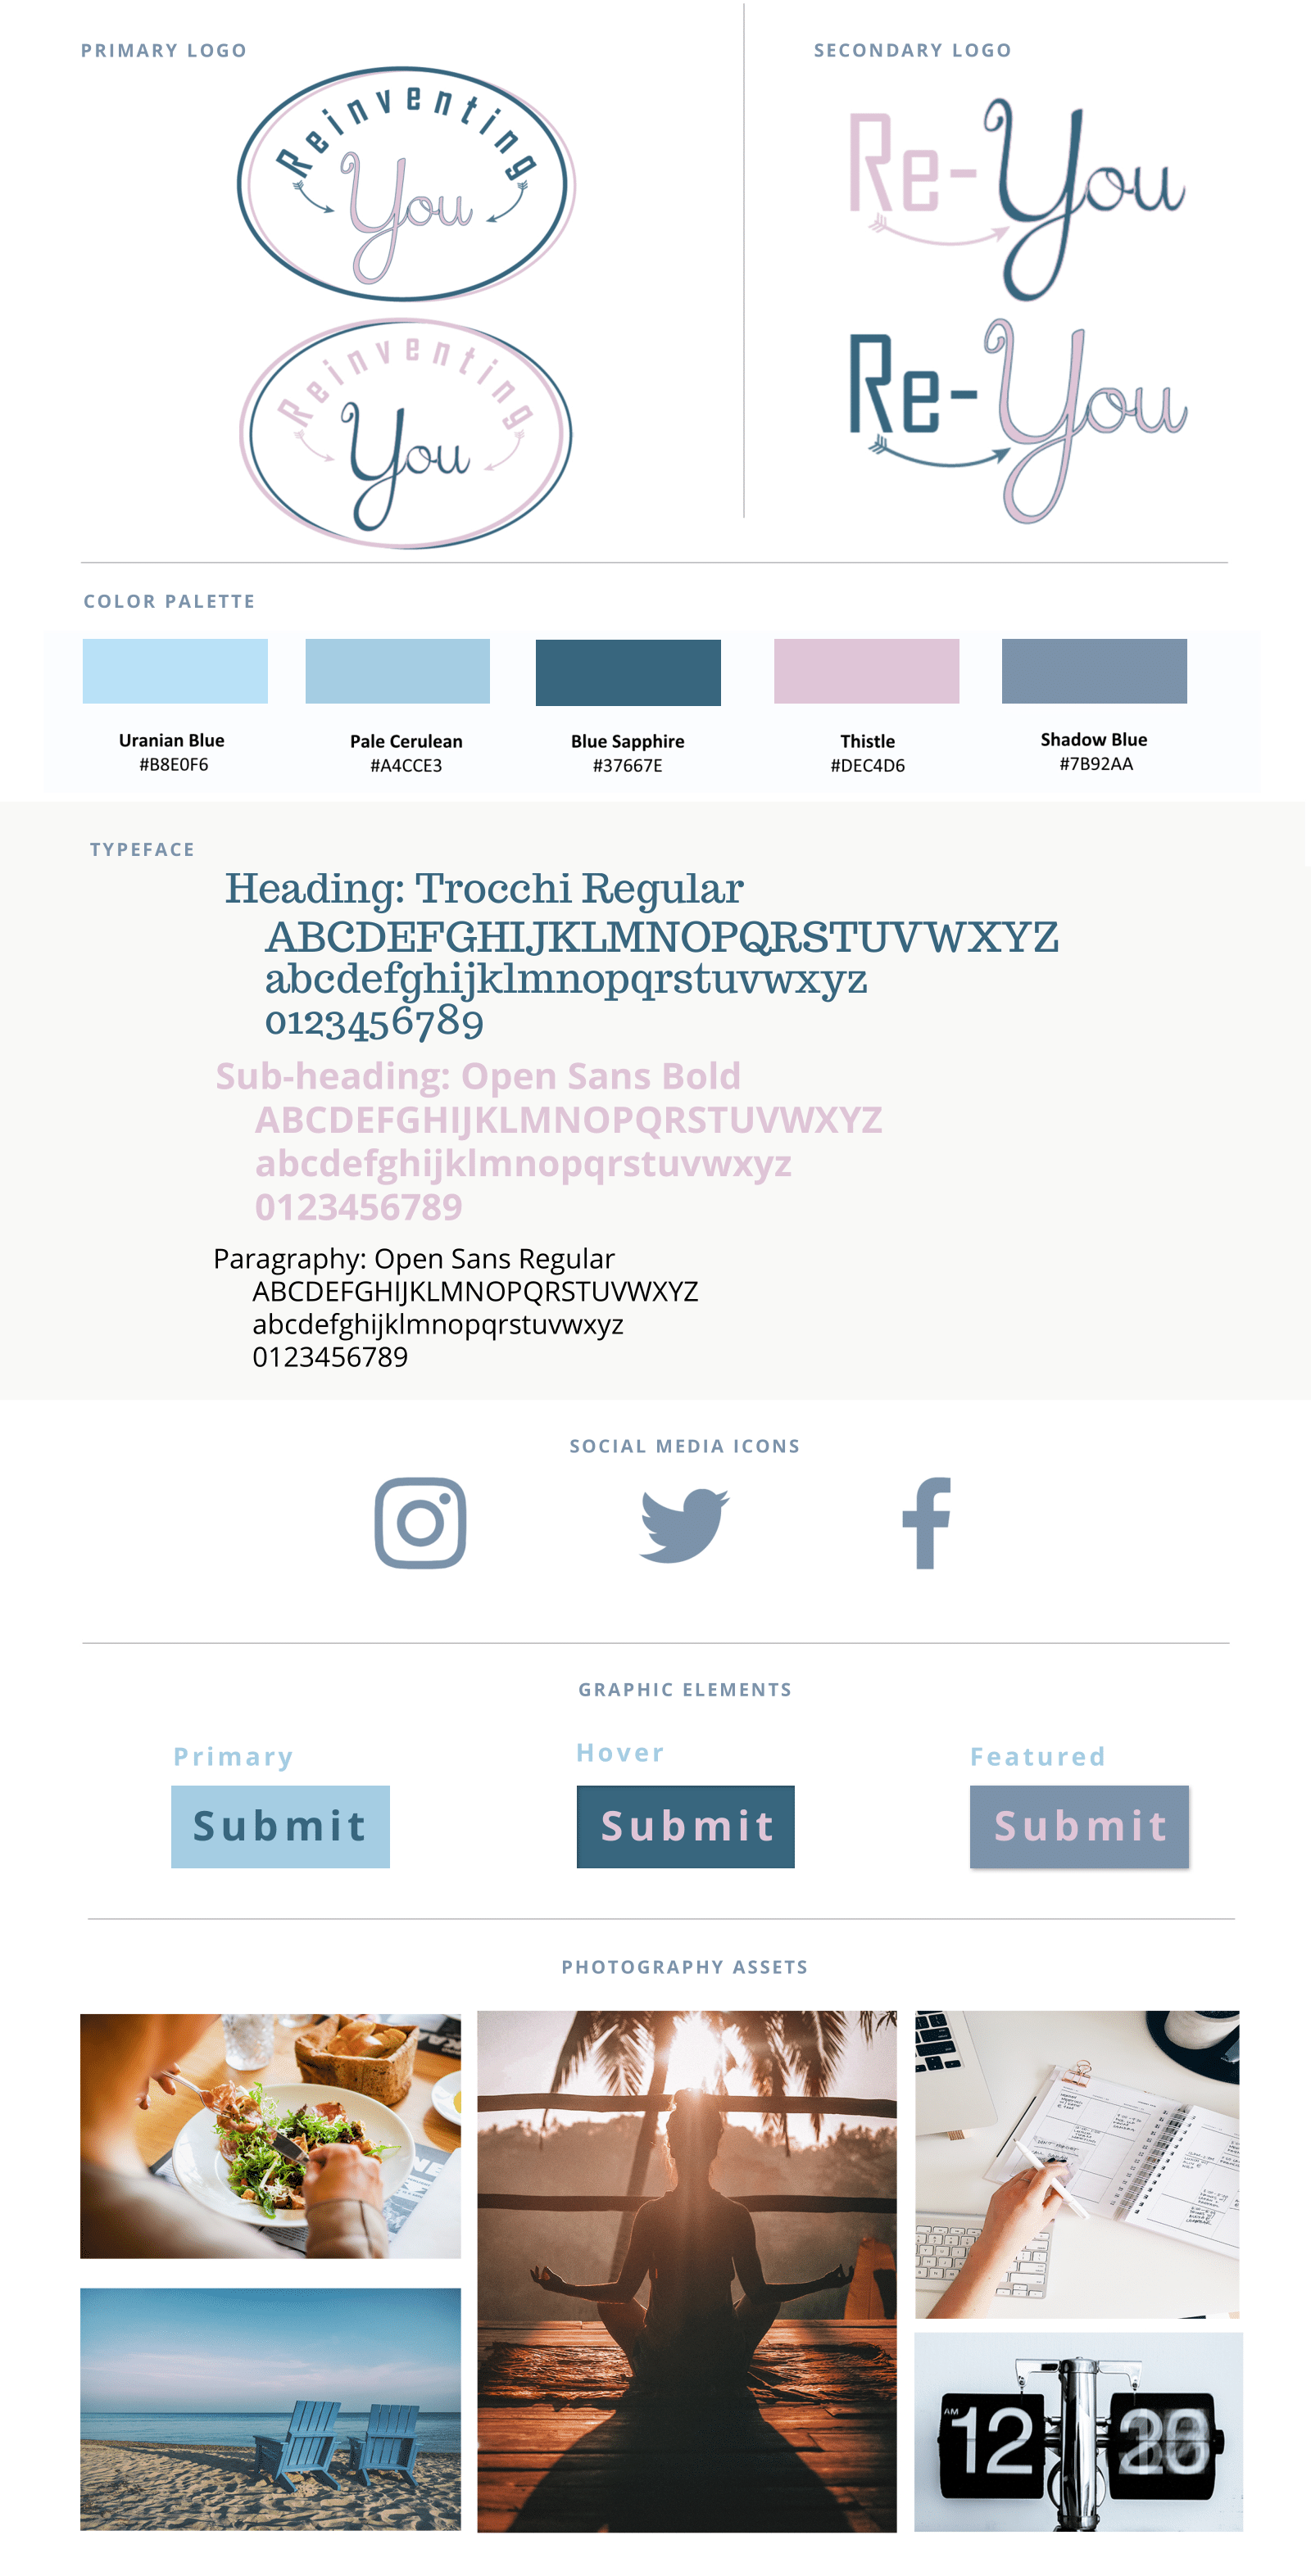 PRIMARY LOGO
Reinventing
You
Reinventing
You
SECONDARY LOGO
Re-You
Re-You
COLOR PALETTE
Uranian Blue
#B8E0F6
Pale Cerulean
#A4CCE3
Blue Sapphire
#37667E
Thistle
#DEC4D6
Shadow Blue
#7B92AA
TYPEFACE
Heading: Trocchi Regular
ABCDEFGHIJKLMNOPQRSTUVWXYZ
abcdefghijklmnopqrstuvwxyz
0123456789
Sub-heading: Open Sans Bold
ABCDEFGHIJKLMNOPQRSTUVWXYZ
abcdefghijklmnopqrstuvwxyz
0123456789
Paragraphy: Open Sans Regular
ABCDEFGHIJKLMNOPQRSTUVWXYZ
abcdefghijklmnopqrstuvwxyz
0123456789
SOCIAL MEDIA ICONS
GRAPHIC ELEMENTS
Primary
Submit
Hover
Submit
Featured
Submit
PHOTOGRAPHY ASSETS
AM
12